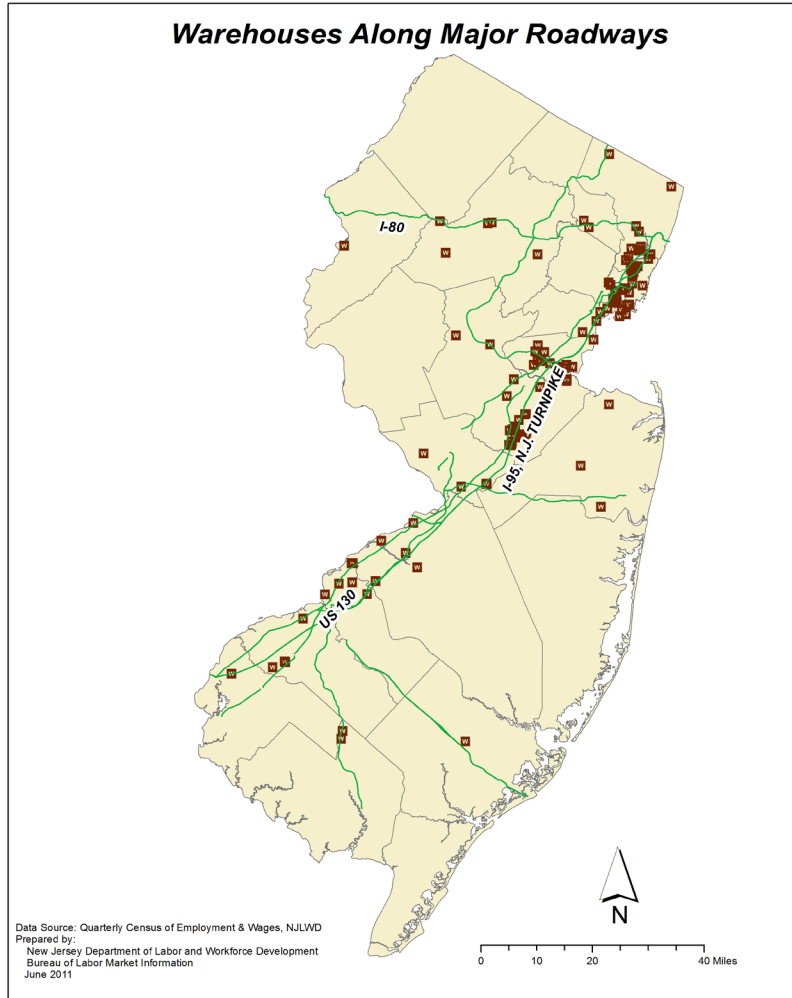 Warehouses Along Major Roadways
I-80
I-95, N.J. TURNPIKE
US 130
N
Data Source: Quarterly Census of Employment & Wages, NJLWD
Prepared by:
New Jersey Department of Labor and Workforce Development
Bureau of Labor Market Information
June 2011
0 10 20 40 Miles